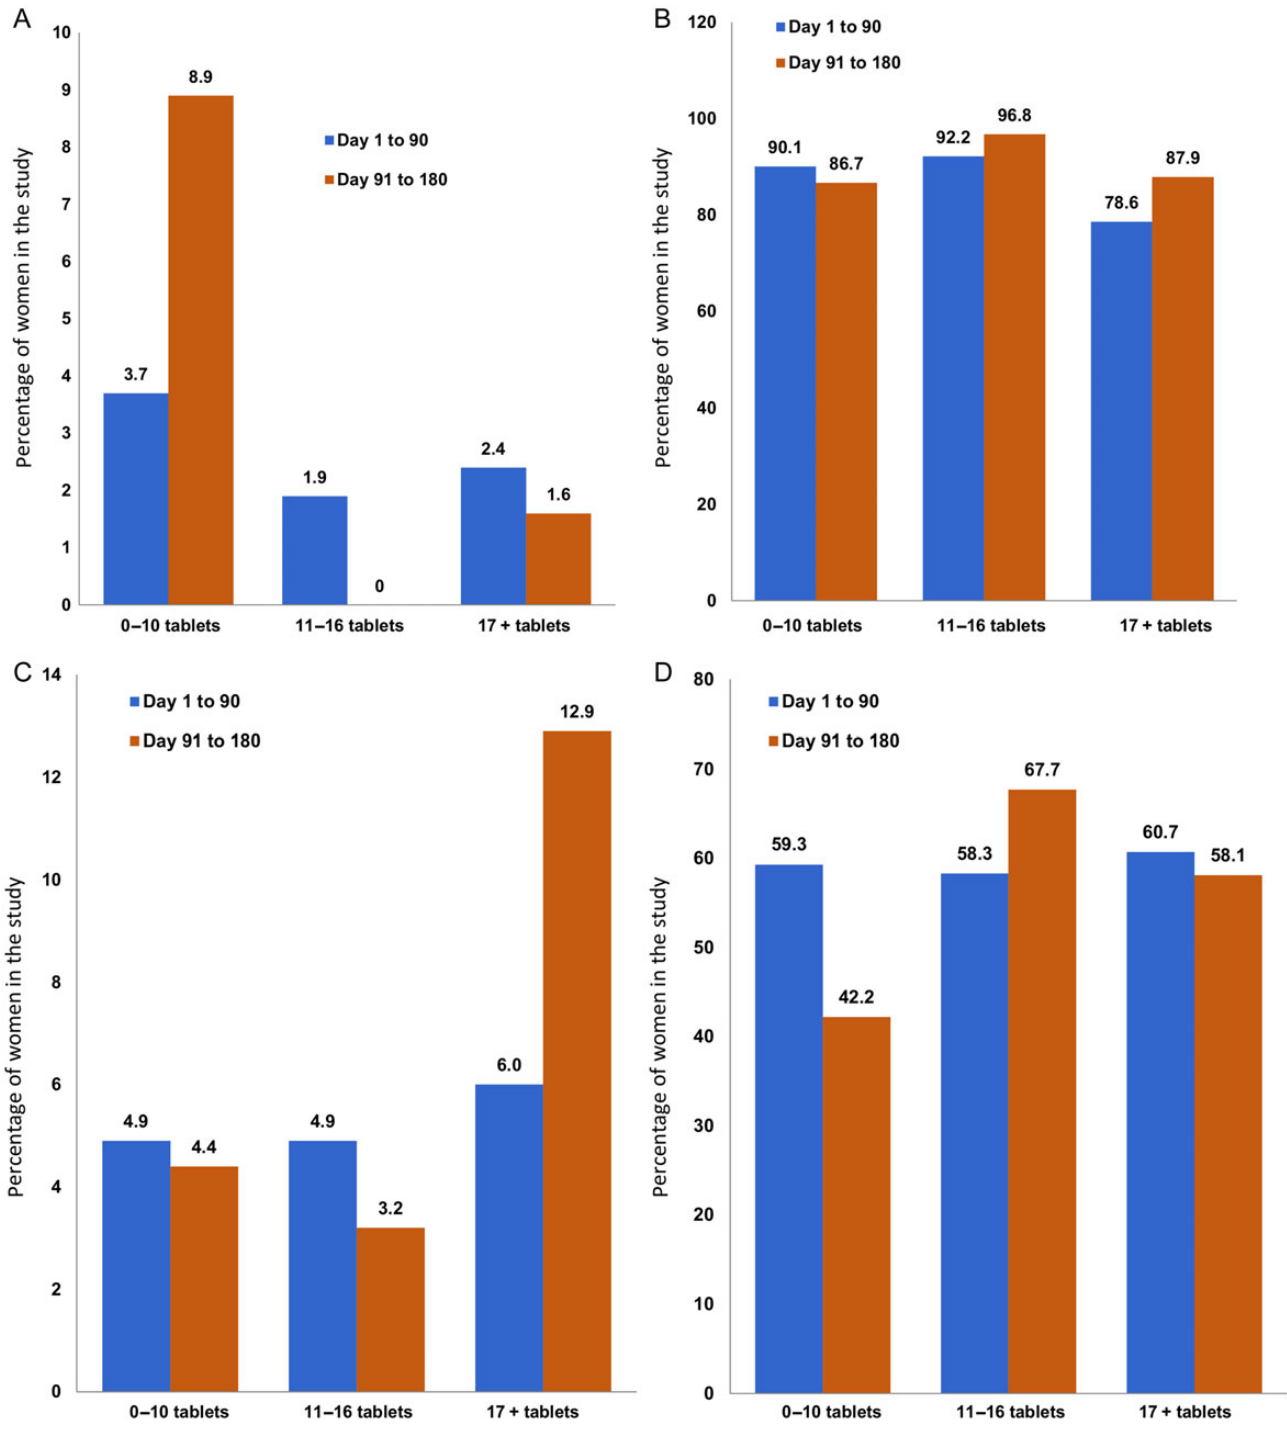 A
Percentage of women in the study
10
9
8
7
6
5
4
3
2
1
0
Day 1 to 90
Day 91 to 180
3.7
8.9
1.9
0
2.4
1.6
0–10 tablets
11–16 tablets
17 + tablets
B
Percentage of women in the study
120
100
80
60
40
20
0
Day 1 to 90
Day 91 to 180
90.1
86.7
92.2
96.8
78.6
87.9
0–10 tablets
11–16 tablets
17 + tablets
C
Percentage of women in the study
14
12
10
8
6
4
2
0
Day 1 to 90
Day 91 to 180
4.9
4.4
4.9
3.2
6.0
12.9
0–10 tablets
11–16 tablets
17 + tablets
D
Percentage of women in the study
80
70
60
50
40
30
20
10
0
Day 1 to 90
Day 91 to 180
59.3
42.2
58.3
67.7
60.7
58.1
0–10 tablets
11–16 tablets
17 + tablets